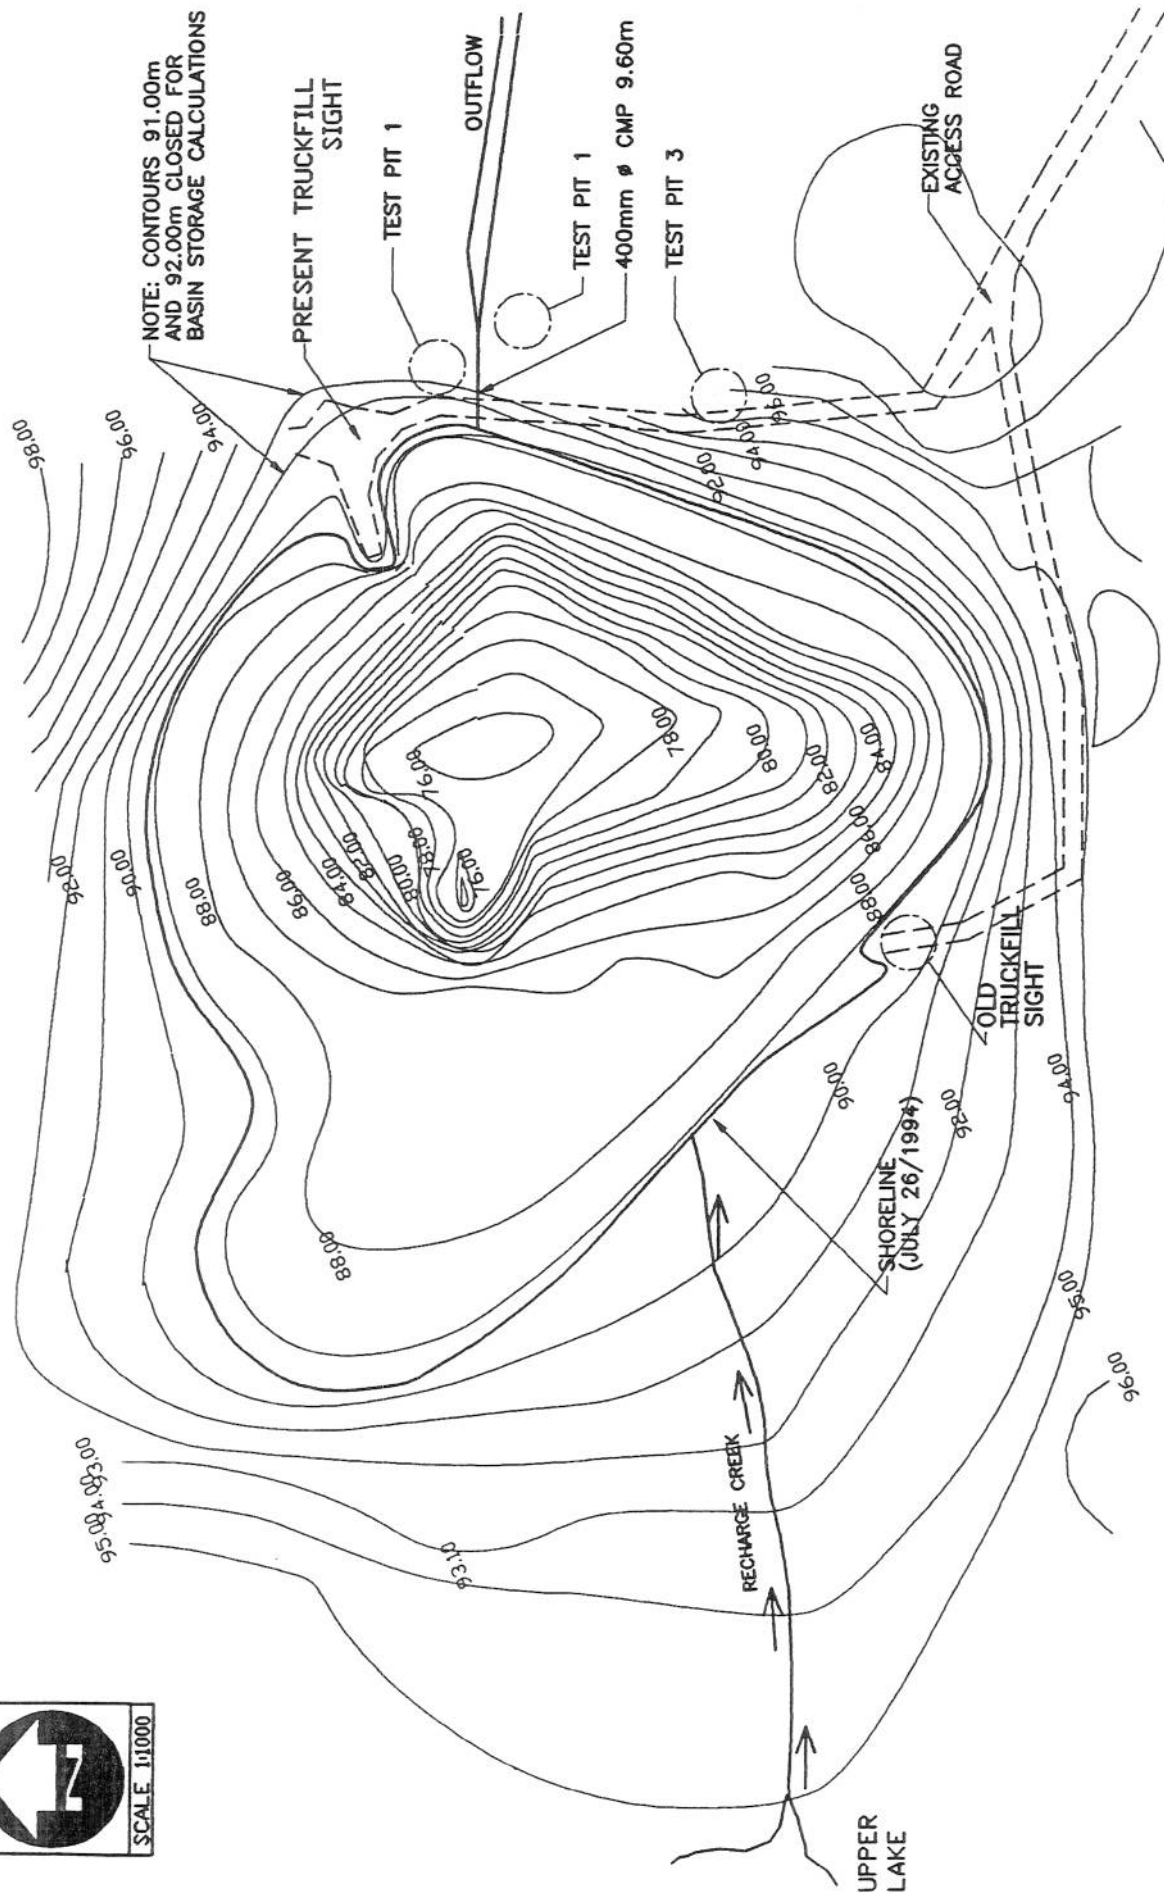 NOTE: CONTOURS 91.00m
AND 92.00m CLOSED FOR
BASIN STORAGE CALCULATIONS
PRESENT TRUCKFILL
SIGHT
TEST PIT 1
OUTFLOW
TEST PIT 1
400mm ø CMP 9.60m
TEST PIT 3
EXISTING
ACCESS ROAD
98.00
96.00
94.00
92.00
94.00
96.00
92.00
90.00
88.00
86.00
84.00
82.00
80.00
78.00
76.00
76.00
78.00
80.00
82.00
84.00
86.00
88.00
OLD
TRUCKFILL
SIGHT
90.00
92.00
94.00
95.00
96.00
SHORELINE
(JULY 26/1994)
88.00
95.00
94.00
93.00
93.10
RECHARGE CREEK
UPPER
LAKE
N
SCALE 1:1000